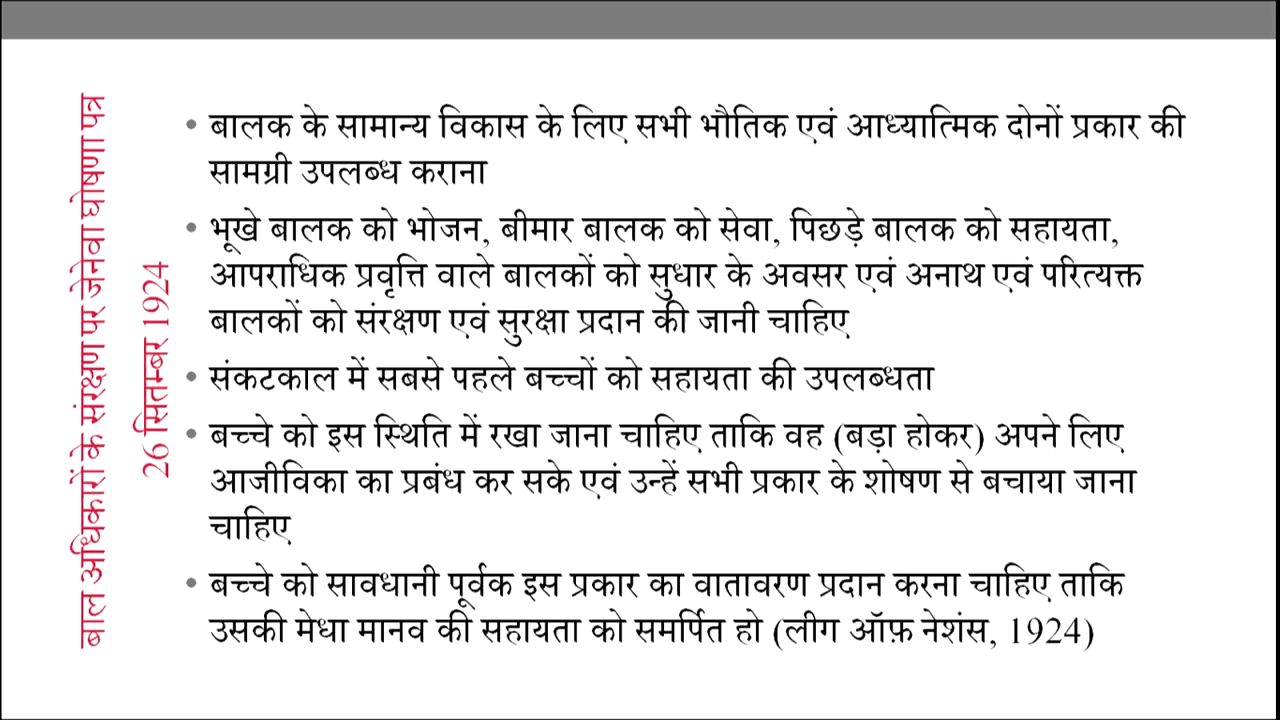 बाल अधिकारों के संरक्षण पर जेनेवा घोषणा पत्र
26 सितम्बर 1924
• बालक के सामान्य विकास के लिए सभी भौतिक एवं आध्यात्मिक दोनों प्रकार की
सामग्री उपलब्ध कराना
• भूखे बालक को भोजन, बीमार बालक को सेवा, पिछड़े बालक को सहायता,
आपराधिक प्रवृत्ति वाले बालकों को सुधार के अवसर एवं अनाथ एवं परित्यक्त
बालकों को संरक्षण एवं सुरक्षा प्रदान की जानी चाहिए
• संकटकाल में सबसे पहले बच्चों को सहायता की उपलब्धता
• बच्चे को इस स्थिति में रखा जाना चाहिए ताकि वह (बड़ा होकर) अपने लिए
आजीविका का प्रबंध कर सके एवं उन्हें सभी प्रकार के शोषण से बचाया जाना
चाहिए
• बच्चे को सावधानी पूर्वक इस प्रकार का वातावरण प्रदान करना चाहिए ताकि
उसकी मेधा मानव की सहायता को समर्पित हो (लीग ऑफ़ नेशंस, 1924)